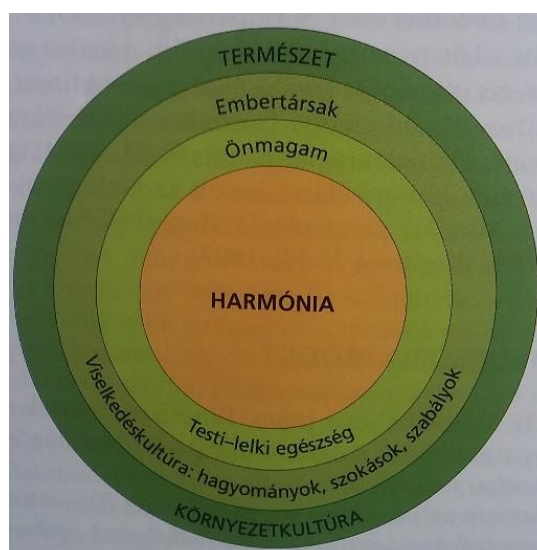 TERMÉSZET
Embertársak
Önmagam
HARMÓNIA
Testi–lelki egészség
Viselkedéskultúra: hagyományok, szokások, szabályok
KÖRNYEZETKULTÚRA